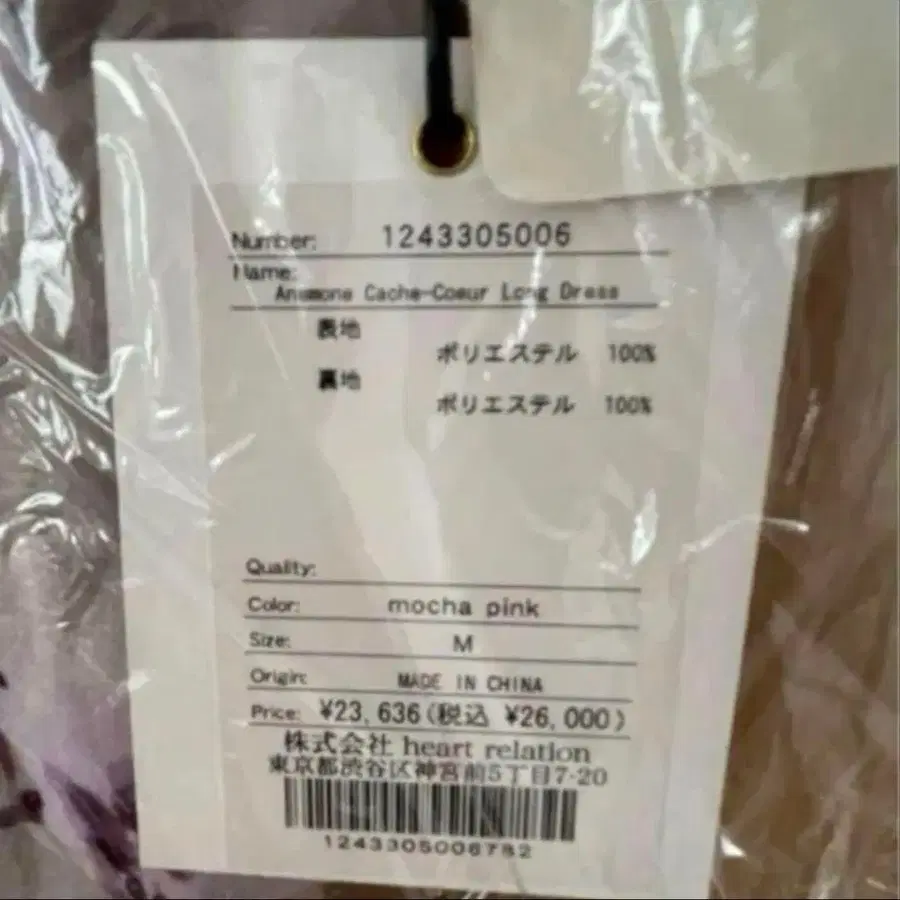 Number: 1243305006
Name:
Anemone Cache-Coeur Long Dress
表地
ポリエステル 100%
裏地
ポリエステル 100%
Quality:
Color: mocha pink
Size: M
Origin: MADE IN CHINA
Price: ¥23,636(税込 ¥26,000)
株式会社 heart relation
東京都渋谷区神宮前5丁目7-20
1243305006782